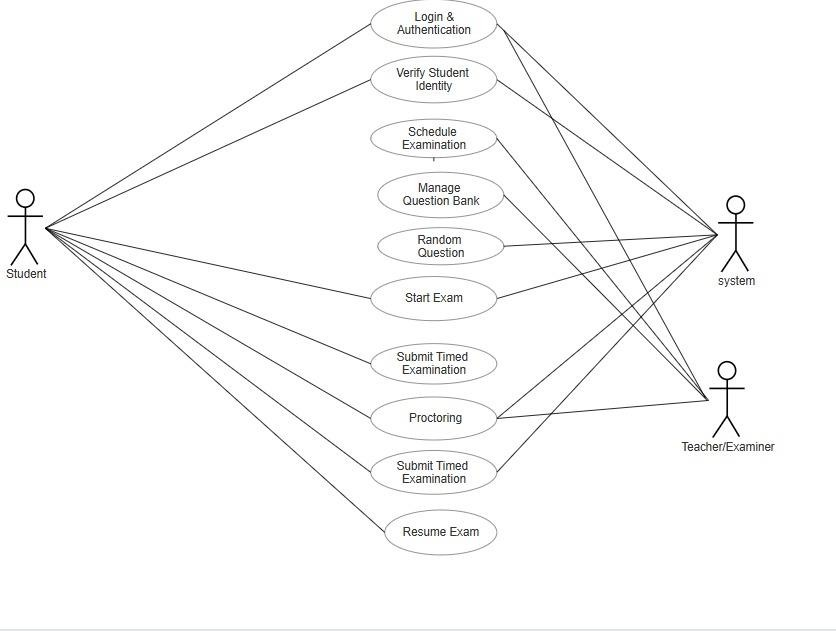 Login &
Authentication
Verify Student
Identity
Schedule
Examination
Manage
Question Bank
Random
Question
Start Exam
Submit Timed
Examination
Proctoring
Submit Timed
Examination
Resume Exam
Student
system
Teacher/Examiner